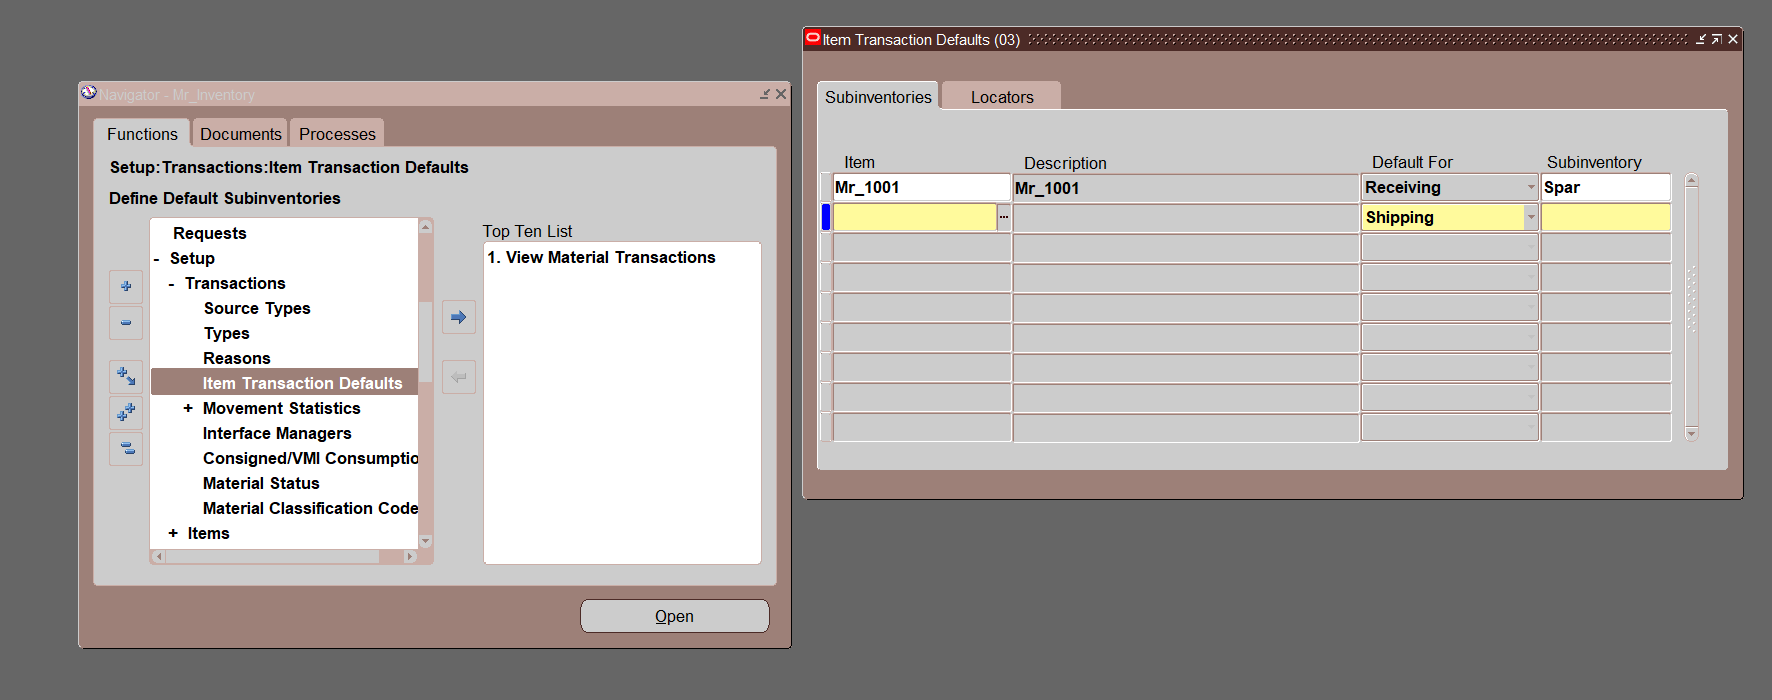 Navigator - Mr_Inventory
Functions
Documents
Processes
Setup:Transactions:Item Transaction Defaults
Define Default Subinventories
Requests
- Setup
- Transactions
Source Types
Types
Reasons
Item Transaction Defaults
+ Movement Statistics
Interface Managers
Consigned/VMI Consumptio
Material Status
Material Classification Code
+ Items
Top Ten List
1. View Material Transactions
Open
Item Transaction Defaults (03)
Subinventories
Locators
Item Description Default For Subinventory
Mr_1001 Mr_1001 Receiving Spar
... Shipping